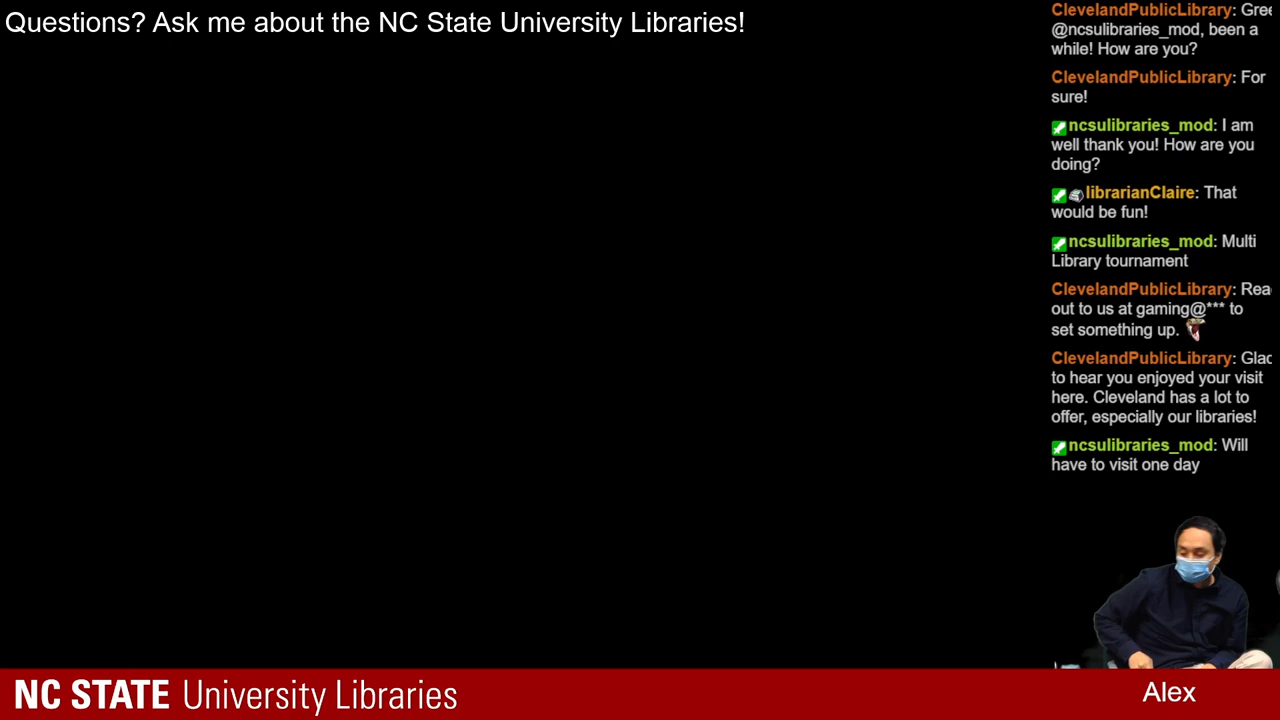 Questions? Ask me about the NC State University Libraries!
ClevelandPublicLibrary:
@ncsulibraries_mod, been a
while! How are you?
ClevelandPublicLibrary: For
sure!
ncsulibraries_mod: I am
well thank you! How are you
doing?
librarianClaire: That
would be fun!
ncsulibraries_mod: Multi
Library tournament
ClevelandPublicLibrary:
out to us at gaming@*** to
set something up.
ClevelandPublicLibrary:
to hear you enjoyed your visit
here. Cleveland has a lot to
offer, especially our libraries!
ncsulibraries_mod: Will
have to visit one day
NC STATE University Libraries
Alex